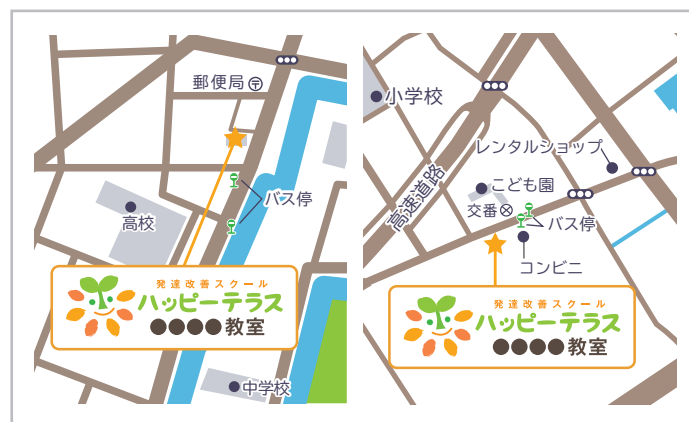 郵便局
バス停
高校
発達改善スクール
ハッピーテラス
●●●●教室
中学校
小学校
レンタルショップ
高速道路
こども園
交番
バス停
コンビニ
発達改善スクール
ハッピーテラス
●●●●教室